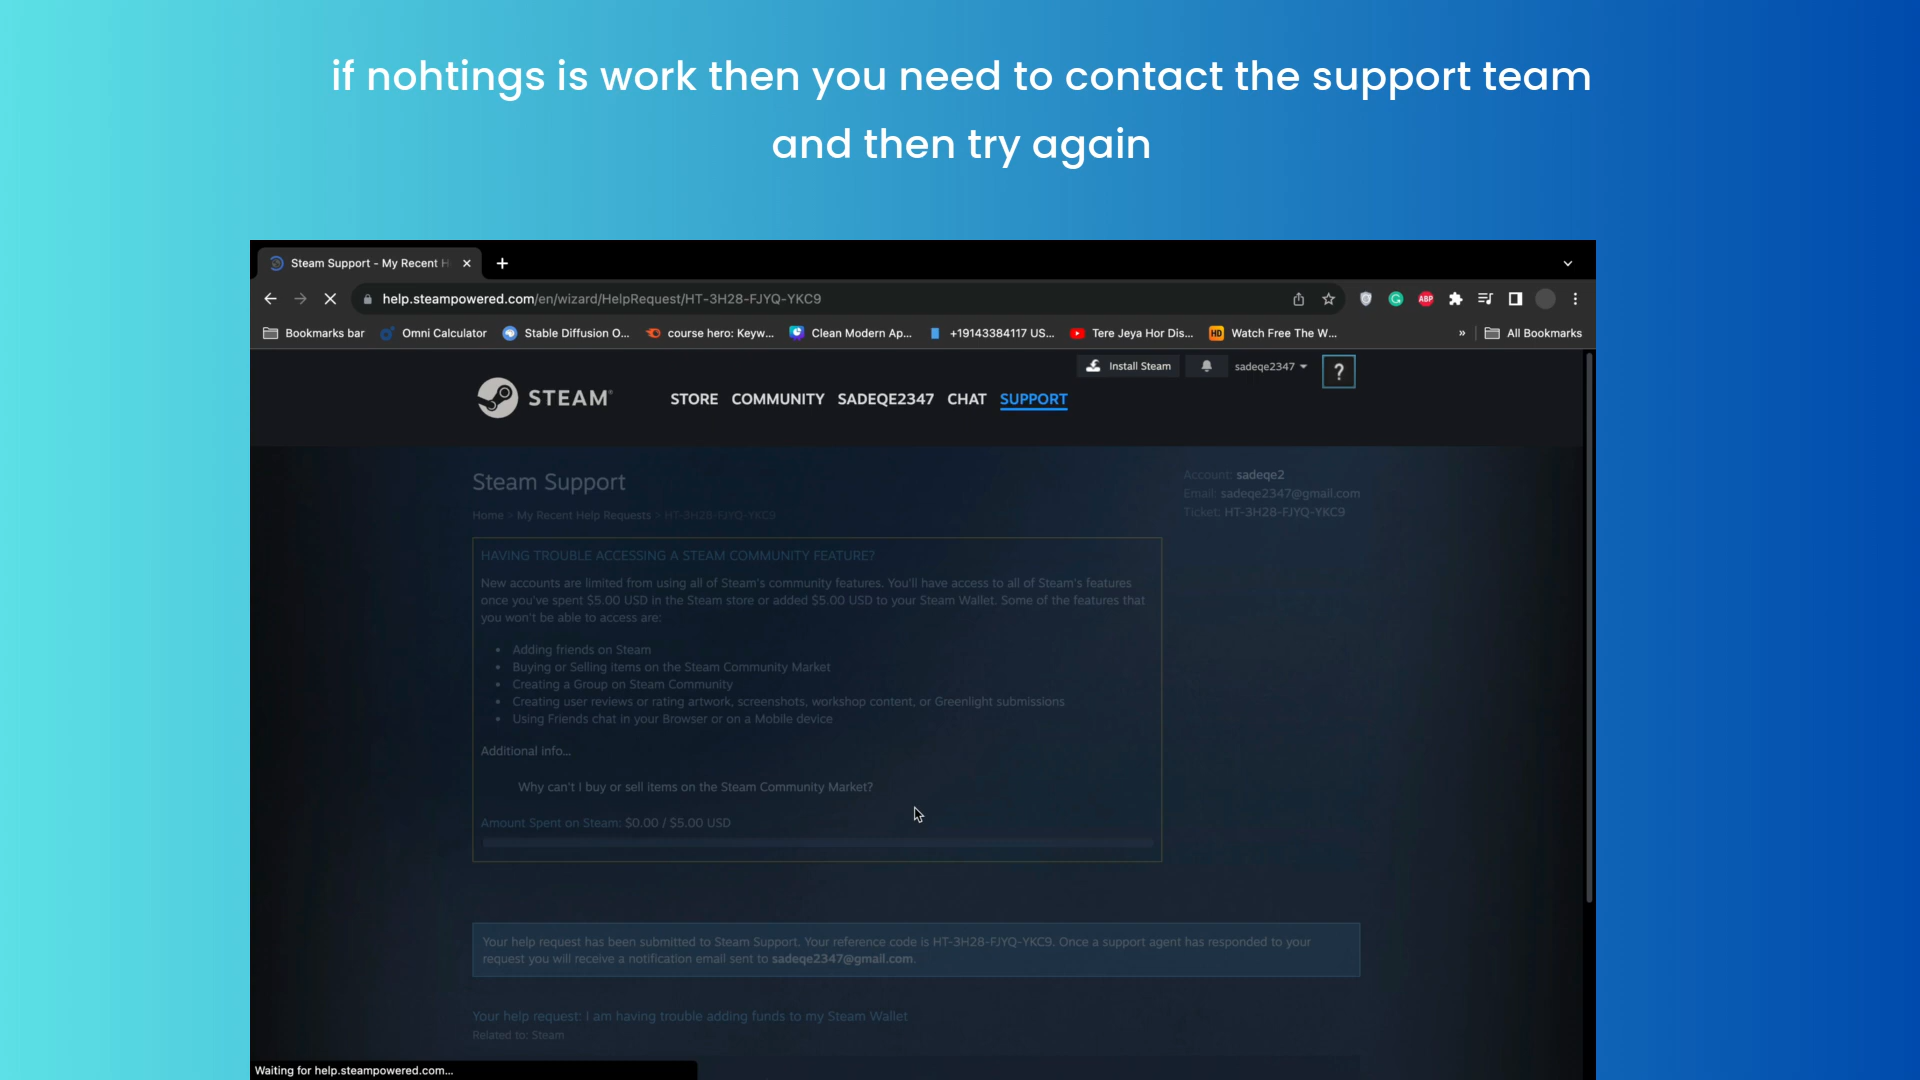 if nohtings is work then you need to contact the support team
and then try again
Steam Support - My Recent H
help.steampowered.com/en/wizard/HelpRequest/HT-3H28-FJYQ-YKC9
ABP
Bookmarks bar
Omni Calculator
Stable Diffusion O...
course hero: Keyw...
Clean Modern Ap...
+19143384117 US...
Tere Jeya Hor Dis...
HD
Watch Free The W...
»
All Bookmarks
Install Steam
sadeqe2347
?
STEAM®
STORE COMMUNITY SADEQE2347 CHAT SUPPORT
Steam Support
Account: sadeqe2
Email: sadeqe2347@gmail.com
Ticket: HT-3H28-FJYQ-YKC9
Home > My Recent Help Requests > HT-3H28-FJYQ-YKC9
HAVING TROUBLE ACCESSING A STEAM COMMUNITY FEATURE?
New accounts are limited from using all of Steam's community features. You'll have access to all of Steam's features
once you've spent $5.00 USD in the Steam store or added $5.00 USD to your Steam Wallet. Some of the features that
you won't be able to access are:
• Adding friends on Steam
• Buying or Selling items on the Steam Community Market
• Creating a Group on Steam Community
• Creating user reviews or rating artwork, screenshots, workshop content, or Greenlight submissions
• Using Friends chat in your Browser or on a Mobile device
Additional info...
Why can't I buy or sell items on the Steam Community Market?
Amount Spent on Steam: $0.00 / $5.00 USD
Your help request has been submitted to Steam Support. Your reference code is HT-3H28-FJYQ-YKC9. Once a support agent has responded to your
request you will receive a notification email sent to sadeqe2347@gmail.com.
Your help request: I am having trouble adding funds to my Steam Wallet
Related to: Steam
Waiting for help.steampowered.com...